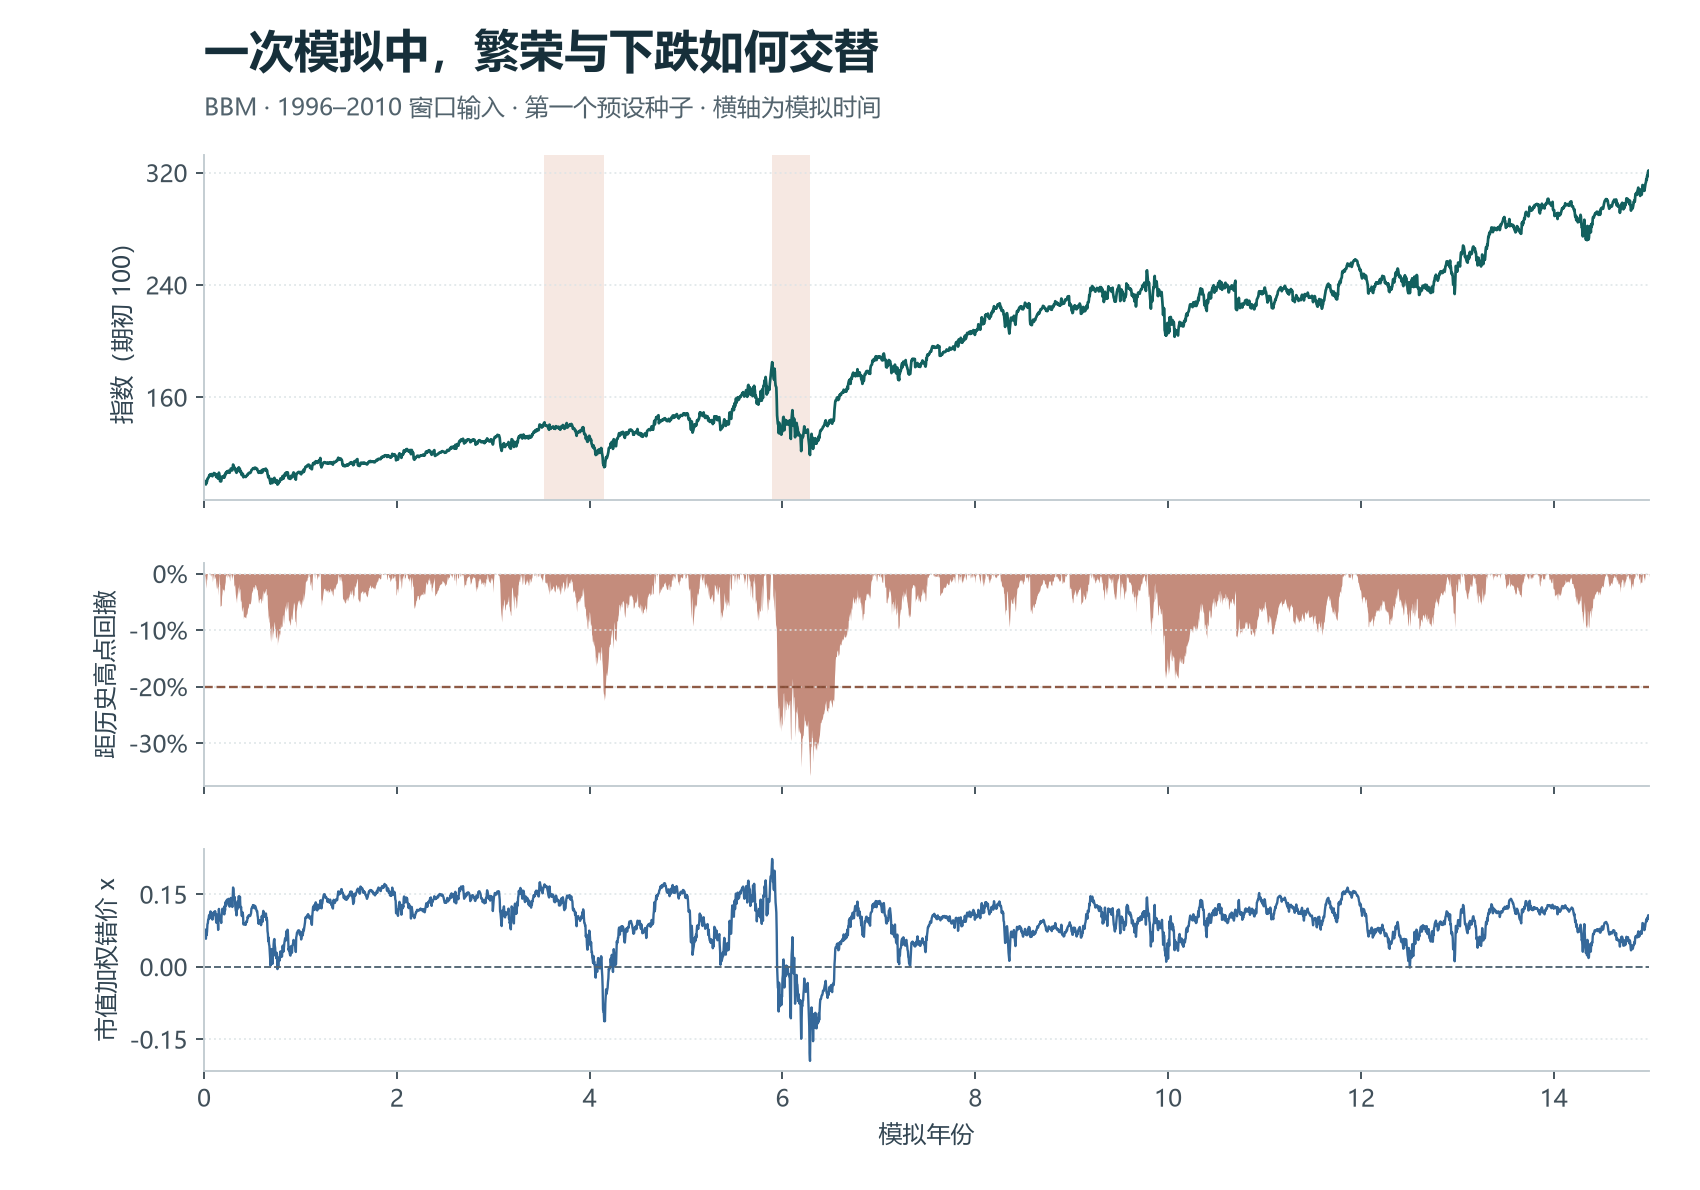 一次模拟中，繁荣与下跌如何交替
BBM · 1996–2010 窗口输入 · 第一个预设种子 · 横轴为模拟时间
指数（期初 100）
320
240
160
距历史高点回撤
0%
-10%
-20%
-30%
市值加权错价 x
0.15
0.00
-0.15
0 2 4 6 8 10 12 14
模拟年份